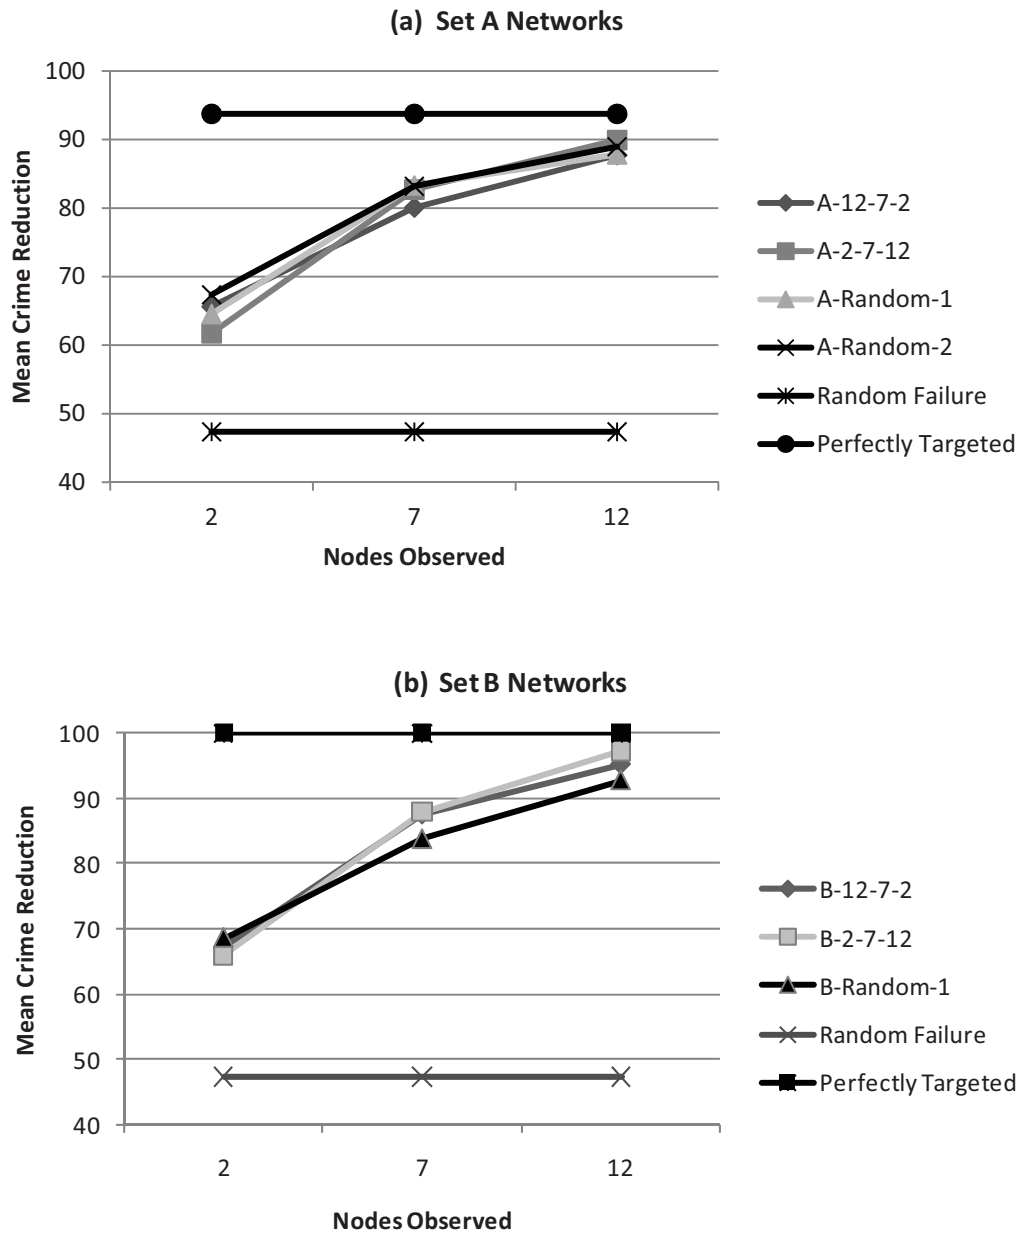 (a) Set A Networks
Mean Crime Reduction
100
90
80
70
60
50
40
2 7 12
Nodes Observed
A-12-7-2
A-2-7-12
A-Random-1
A-Random-2
Random Failure
Perfectly Targeted
(b) Set B Networks
Mean Crime Reduction
100
90
80
70
60
50
40
2 7 12
Nodes Observed
B-12-7-2
B-2-7-12
B-Random-1
Random Failure
Perfectly Targeted